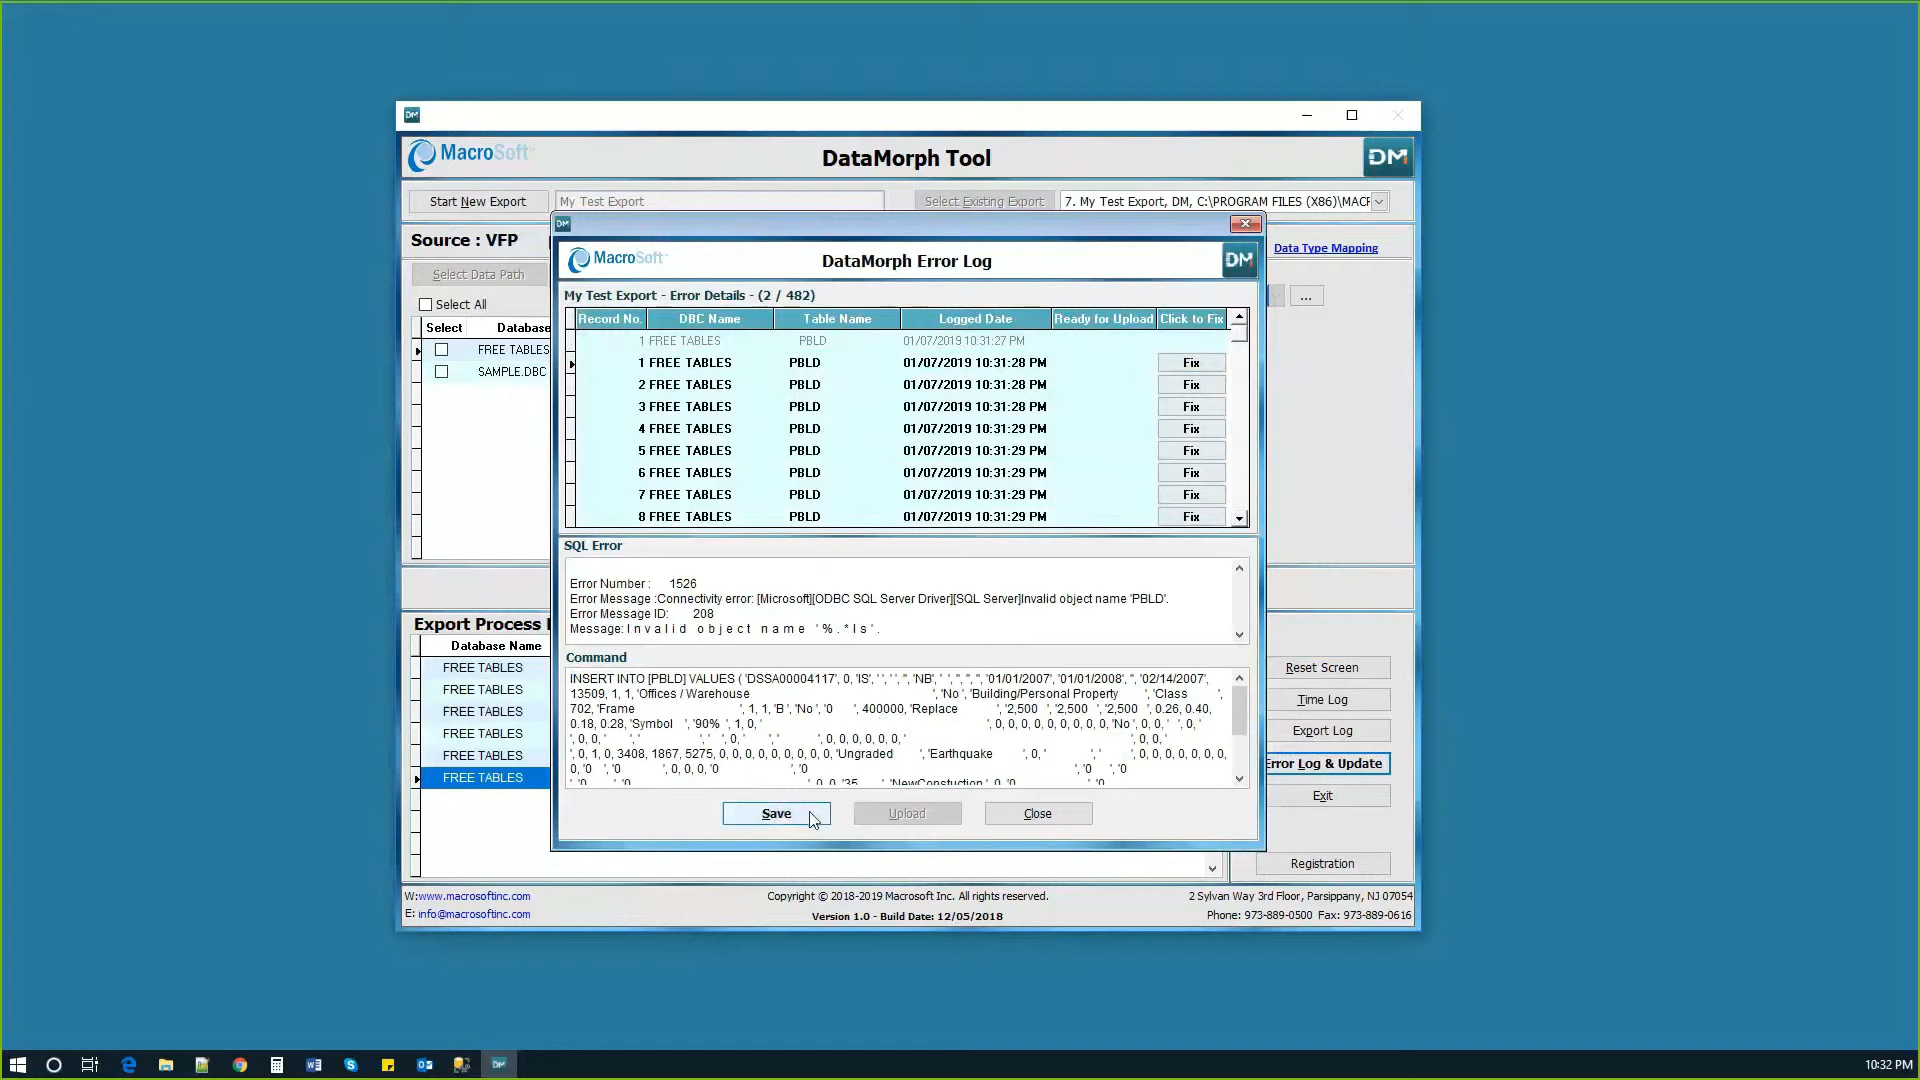 DM
MacroSoft
DataMorph Tool
DM
Start New Export
My Test Export
Select Existing Export
7. My Test Export, DM, C:\PROGRAM FILES (X86)\MACR
Source : VFP
Data Type Mapping
Select Data Path
Select All
...
Select Database
FREE TABLES
SAMPLE.DBC
DM
MacroSoft
DataMorph Error Log
DM
My Test Export - Error Details - (2 / 482)
Record No. DBC Name Table Name Logged Date Ready for Upload Click to Fix
1 FREE TABLES PBLD 01/07/2019 10:31:27 PM
1 FREE TABLES PBLD 01/07/2019 10:31:28 PM Fix
2 FREE TABLES PBLD 01/07/2019 10:31:28 PM Fix
3 FREE TABLES PBLD 01/07/2019 10:31:28 PM Fix
4 FREE TABLES PBLD 01/07/2019 10:31:29 PM Fix
5 FREE TABLES PBLD 01/07/2019 10:31:29 PM Fix
6 FREE TABLES PBLD 01/07/2019 10:31:29 PM Fix
7 FREE TABLES PBLD 01/07/2019 10:31:29 PM Fix
8 FREE TABLES PBLD 01/07/2019 10:31:29 PM Fix
SQL Error
Error Number : 1526
Error Message :Connectivity error: [Microsoft][ODBC SQL Server Driver][SQL Server]Invalid object name 'PBLD'.
Error Message ID: 208
Message: I n v a l i d o b j e c t n a m e ' % . * l s ' .
Command
INSERT INTO [PBLD] VALUES ( 'DSSA00004117', 0, 'IS', ' ', ' ', '', 'NB', ' ', '', '', '', '01/01/2007', '01/01/2008', '', '02/14/2007',
13509, 1, 1, 'Offices / Warehouse ', 'No ', 'Building/Personal Property ', 'Class ',
702, 'Frame ', 1, 1, 'B ', 'No ', '0 ', 400000, 'Replace ', '2,500 ', '2,500 ', '2,500 ', 0.26, 0.40,
0.18, 0.28, 'Symbol ', '90% ', 1, 0, ' ', 0, 0, 0, 0, 0, 0, 0, 0, 'No ', 0, 0, ' ', 0, '
', 0, 0, ' ', ' ', ' ', 0, ' ', ' ', 0, 0, 0, 0, 0, 0, ' ', 0, 0, '
', 0, 1, 0, 3408, 1867, 5275, 0, 0, 0, 0, 0, 0, 0, 0, 'Ungraded ', 'Earthquake ', 0, ' ', ' ', 0, 0, 0, 0, 0, 0, 0,
0, '0 ', '0 ', 0, 0, 0, '0 ', '0 ', '0 ', '0
', '0 ', '0 ', 0, 0, '35 ', 'NewConstuction ', 0, '0
Save
Upload
Close
Export Process
Database Name
FREE TABLES
FREE TABLES
FREE TABLES
FREE TABLES
FREE TABLES
FREE TABLES
Reset Screen
Time Log
Export Log
Error Log & Update
Exit
Registration
W:www.macrosoftinc.com
E: info@macrosoftinc.com
Copyright © 2018-2019 Macrosoft Inc. All rights reserved.
Version 1.0 - Build Date: 12/05/2018
2 Sylvan Way 3rd Floor, Parsippany, NJ 07054
Phone: 973-889-0500 Fax: 973-889-0616
10:32 PM